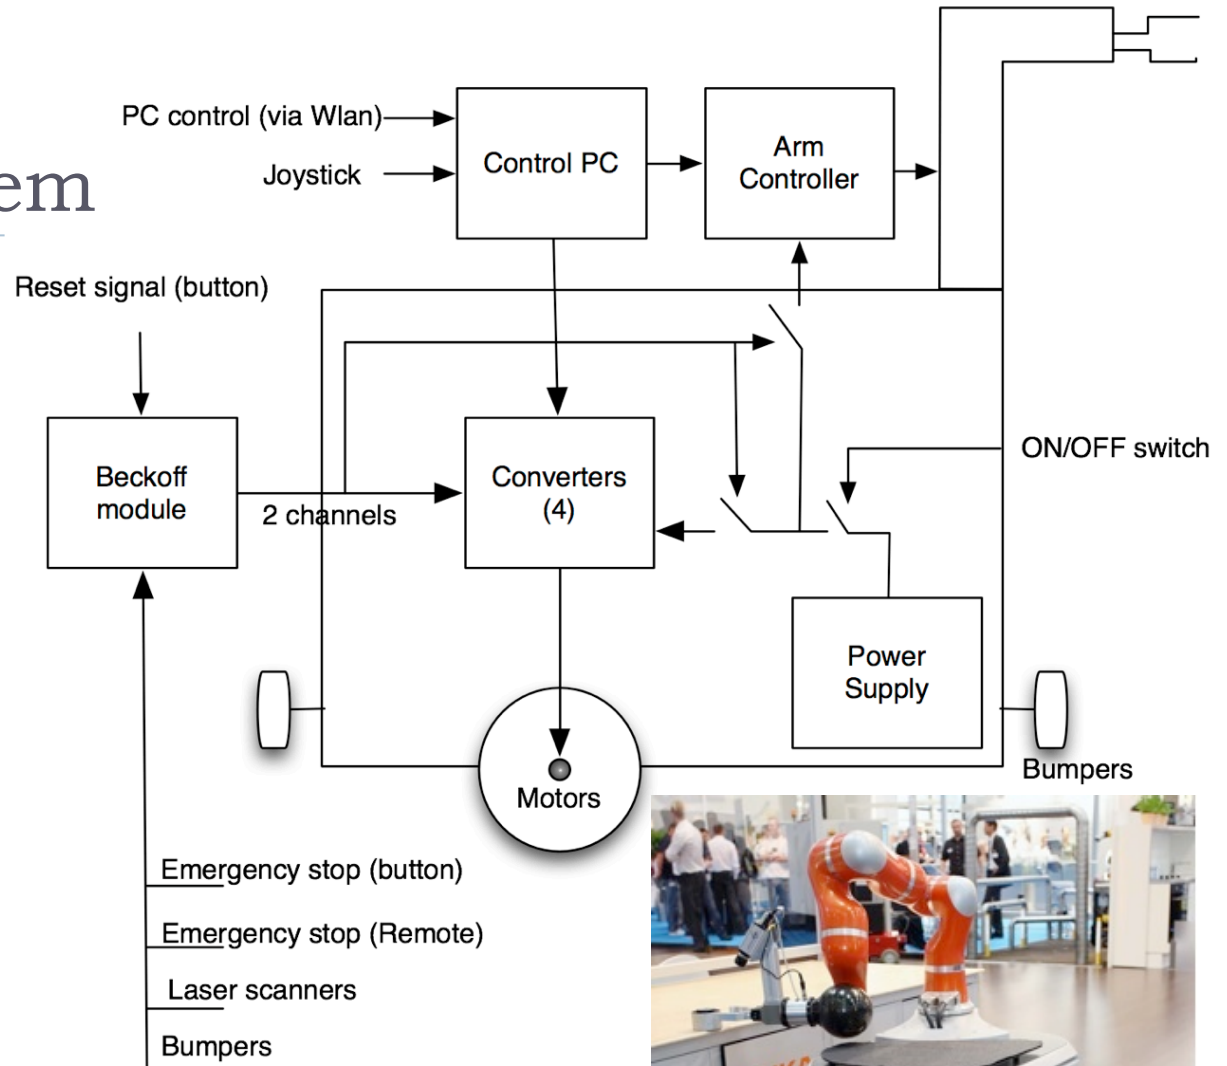 PC control (via Wlan)
Joystick
Control PC
Arm
Controller
em
Reset signal (button)
Beckoff
module
2 channels
Converters
(4)
ON/OFF switch
Power
Supply
Motors
Bumpers
Emergency stop (button)
Emergency stop (Remote)
Laser scanners
Bumpers